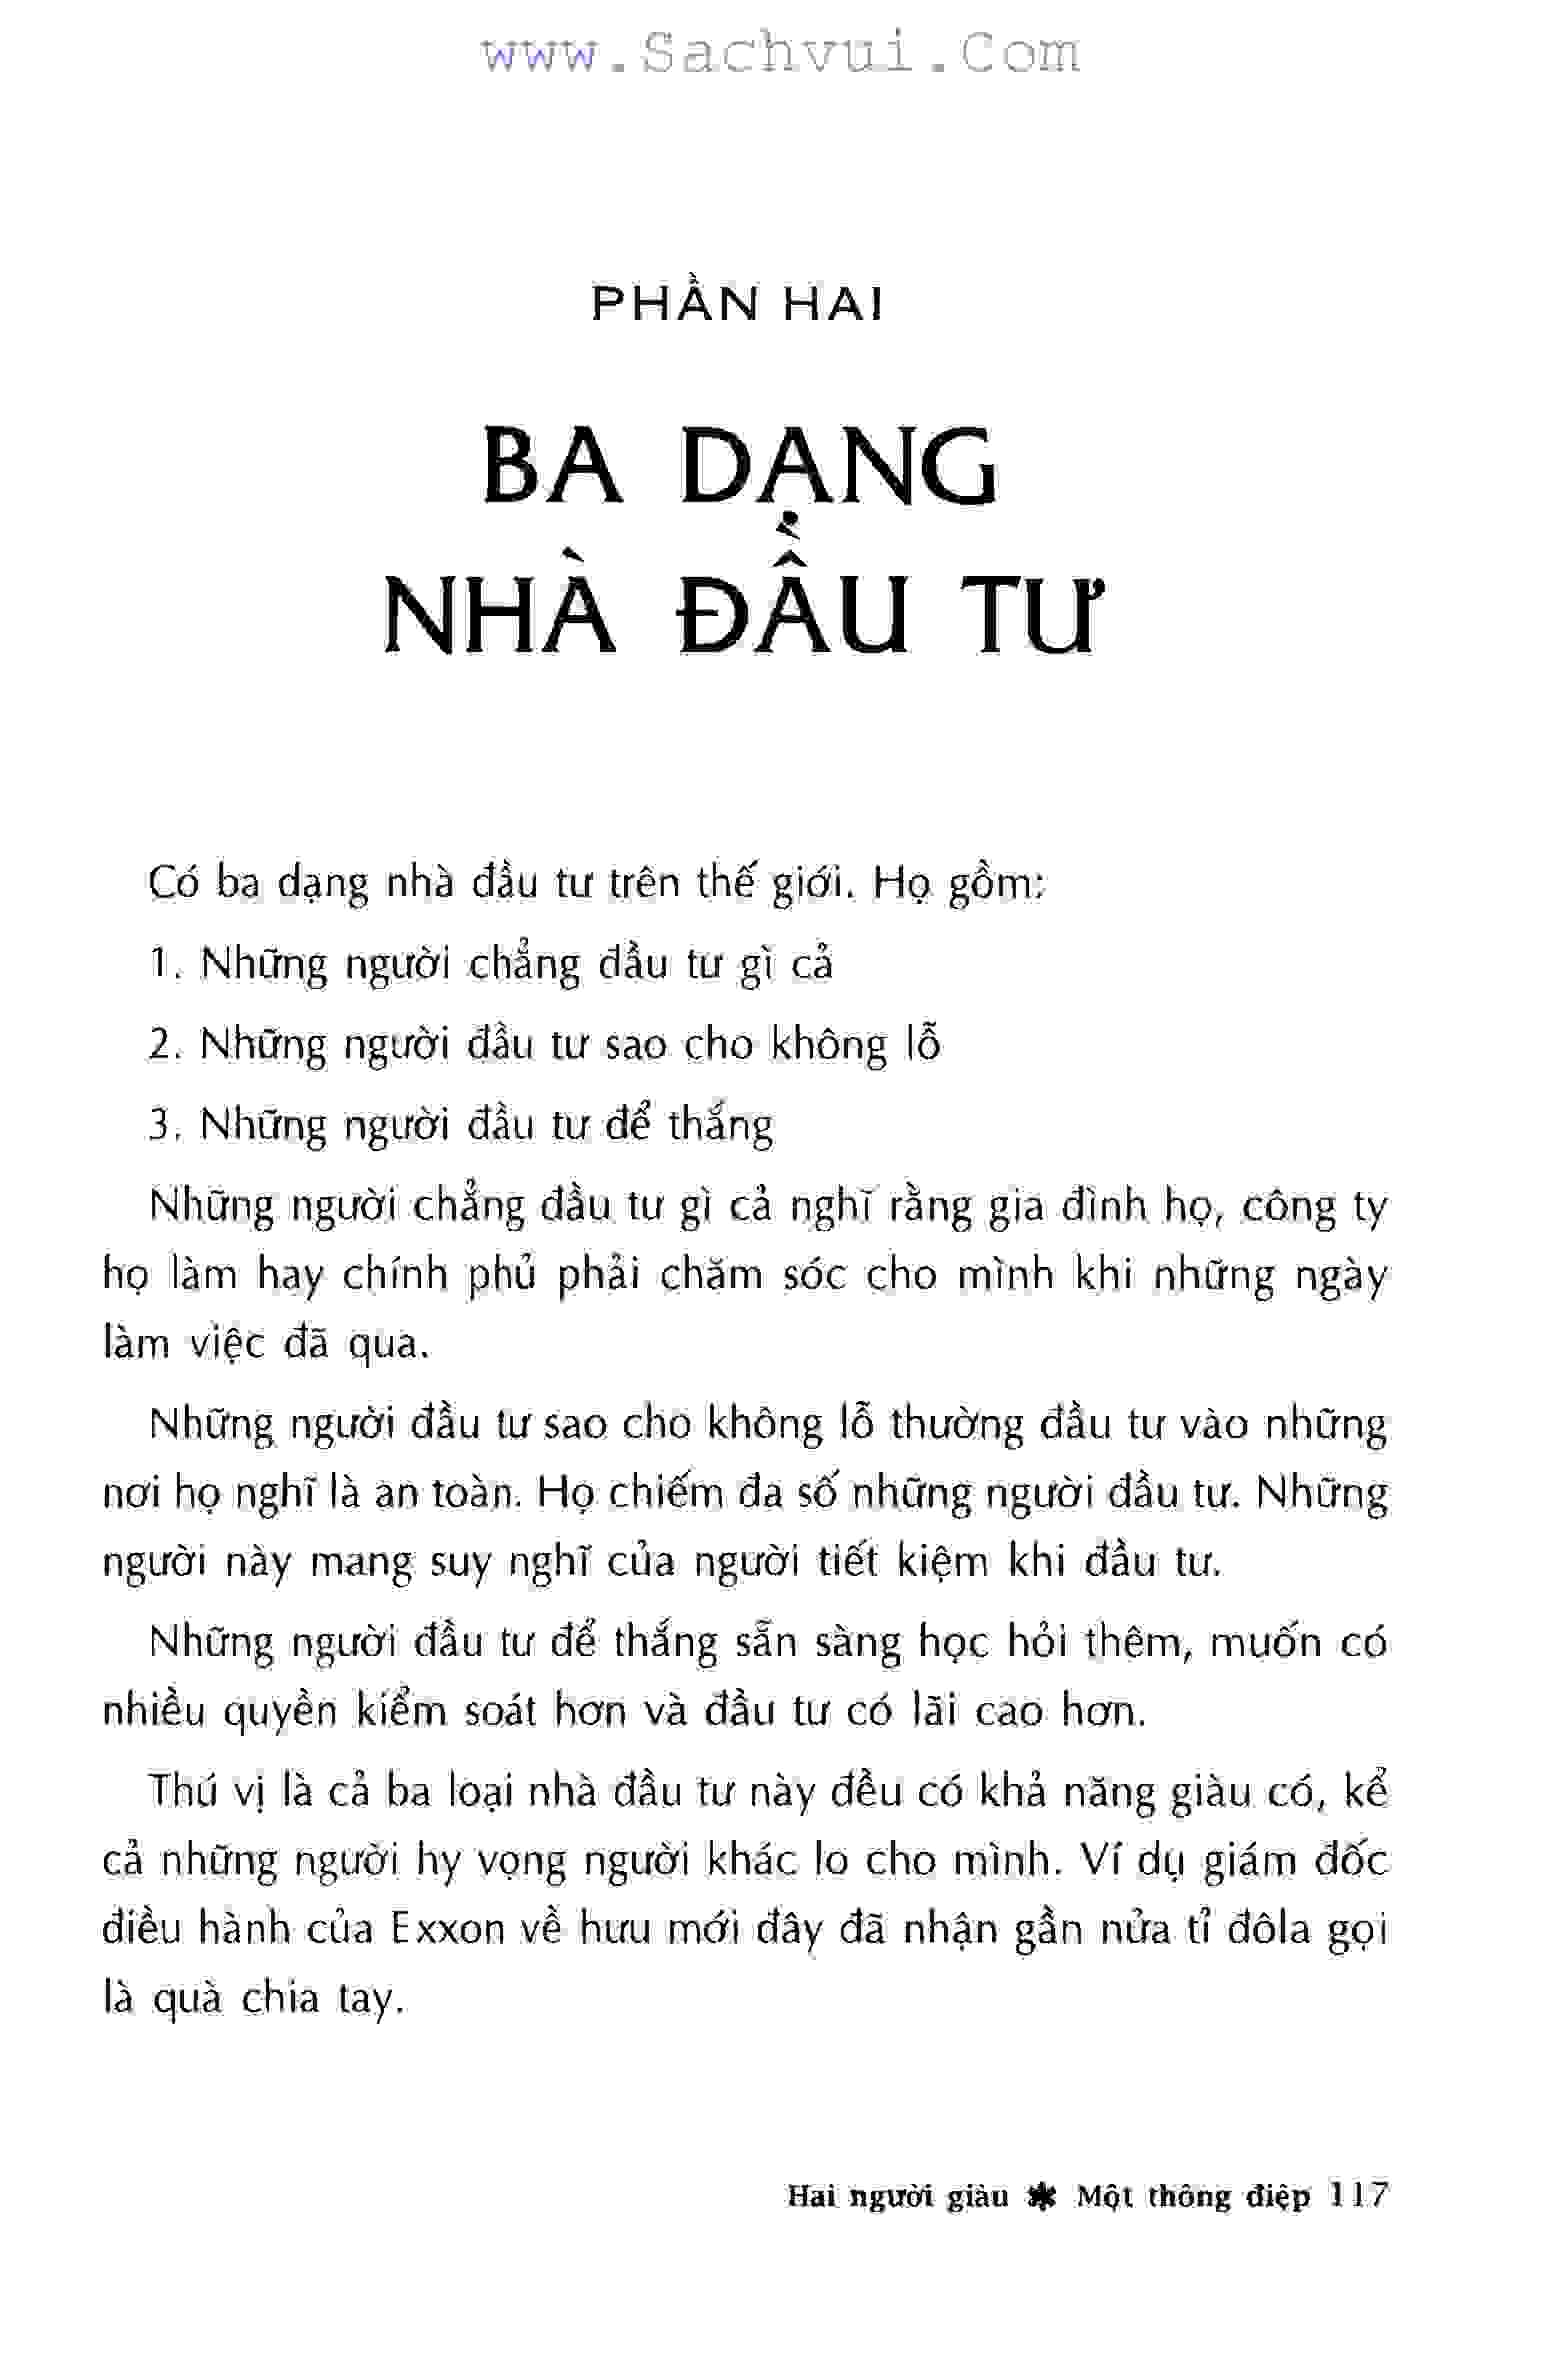 www.Sachvui.Com
PHẦN HAI
BA DẠNG
NHÀ ĐẦU TƯ
Có ba dạng nhà đầu tư trên thế giới. Họ gồm:
1. Những người chẳng đầu tư gì cả
2. Những người đầu tư sao cho không lỗ
3. Những người đầu tư để thắng
Những người chẳng đầu tư gì cả nghĩ rằng gia đình họ, công ty
họ làm hay chính phủ phải chăm sóc cho mình khi những ngày
làm việc đã qua.
Những người đầu tư sao cho không lỗ thường đầu tư vào những
nơi họ nghĩ là an toàn. Họ chiếm đa số những người đầu tư. Những
người này mang suy nghĩ của người tiết kiệm khi đầu tư.
Những người đầu tư để thắng sẵn sàng học hỏi thêm, muốn có
nhiều quyền kiểm soát hơn và đầu tư có lãi cao hơn.
Thú vị là cả ba loại nhà đầu tư này đều có khả năng giàu có, kể
cả những người hy vọng người khác lo cho mình. Ví dụ giám đốc
điều hành của Exxon về hưu mới đây đã nhận gần nửa tỉ đôla gọi
là quà chia tay.
Hai người giàu ✱ Một thông điệp 117